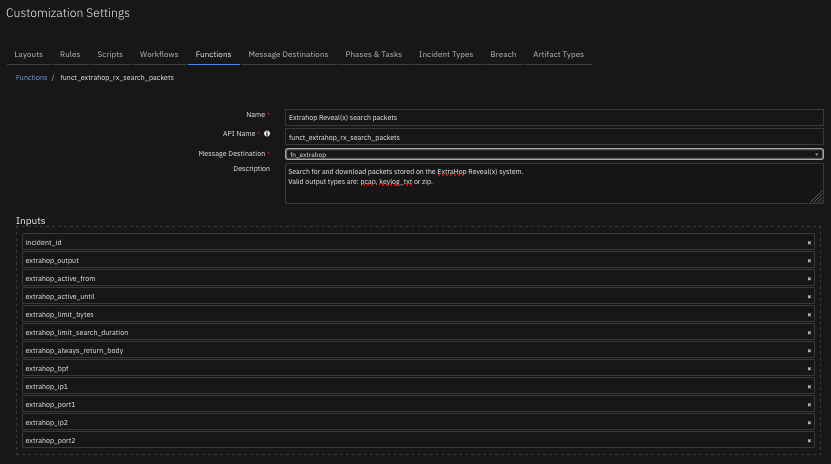 Customization Settings
Layouts Rules Scripts Workflows Functions Message Destinations Phases & Tasks Incident Types Breach Artifact Types
Functions / funct_extrahop_rx_search_packets
Name * Extrahop Reveal(x) search packets
API Name * funct_extrahop_rx_search_packets
Message Destination * fn_extrahop
Description Search for and download packets stored on the ExtraHop Reveal(x) system.
Valid output types are: pcap, keylog_txt or zip.
Inputs
incident_id ×
extrahop_output ×
extrahop_active_from ×
extrahop_active_until ×
extrahop_limit_bytes ×
extrahop_limit_search_duration ×
extrahop_always_return_body ×
extrahop_bpf ×
extrahop_ip1 ×
extrahop_port1 ×
extrahop_ip2 ×
extrahop_port2 ×